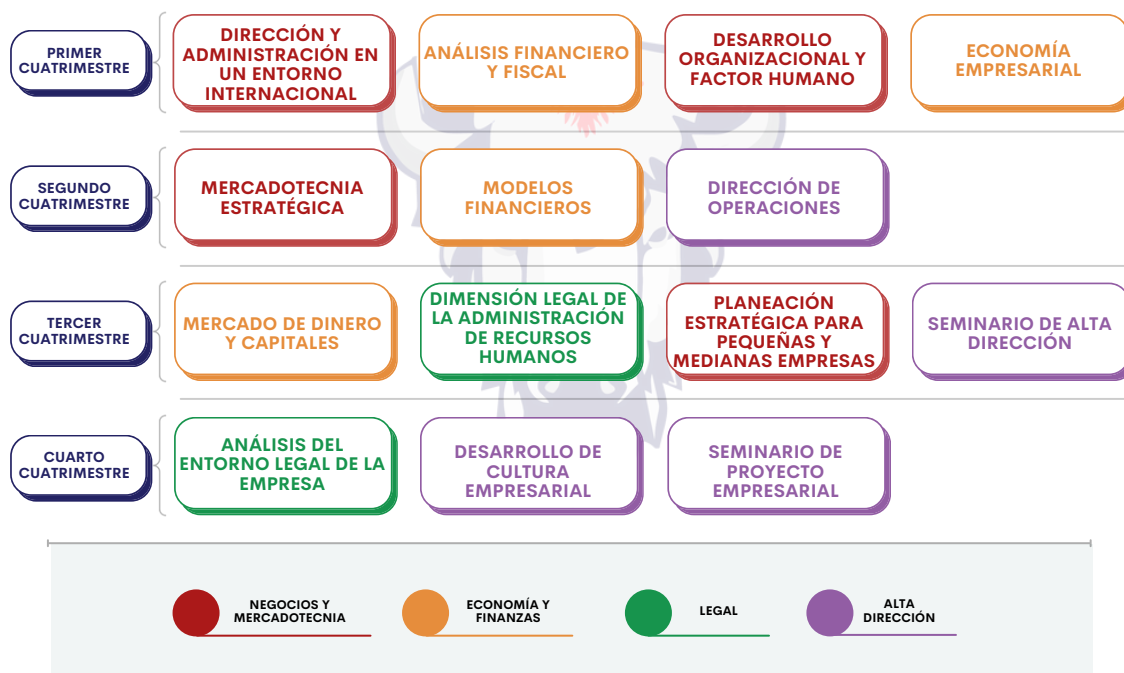 PRIMER
CUATRIMESTRE
DIRECCIÓN Y
ADMINISTRACIÓN EN
UN ENTORNO
INTERNACIONAL
ANÁLISIS FINANCIERO
Y FISCAL
DESARROLLO
ORGANIZACIONAL Y
FACTOR HUMANO
ECONOMÍA
EMPRESARIAL
SEGUNDO
CUATRIMESTRE
MERCADOTECNIA
ESTRATÉGICA
MODELOS
FINANCIEROS
DIRECCIÓN DE
OPERACIONES
TERCER
CUATRIMESTRE
MERCADO DE DINERO
Y CAPITALES
DIMENSIÓN LEGAL DE
LA ADMINISTRACIÓN
DE RECURSOS
HUMANOS
PLANEACIÓN
ESTRATÉGICA PARA
PEQUEÑAS Y
MEDIANAS EMPRESAS
SEMINARIO DE ALTA
DIRECCIÓN
CUARTO
CUATRIMESTRE
ANÁLISIS DEL
ENTORNO LEGAL DE LA
EMPRESA
DESARROLLO DE
CULTURA
EMPRESARIAL
SEMINARIO DE
PROYECTO
EMPRESARIAL
NEGOCIOS Y
MERCADOTECNIA
ECONOMÍA Y
FINANZAS
LEGAL
ALTA
DIRECCIÓN